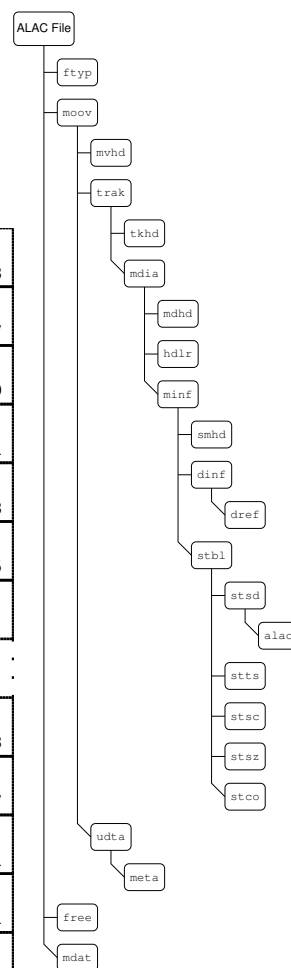 ALAC File
ftyp
moov
mvhd
trak
tkhd
mdia
mdhd
hdlr
minf
smhd
dinf
dref
stbl
stsd
alac
stts
stsc
stsz
stco
udta
meta
free
mdat